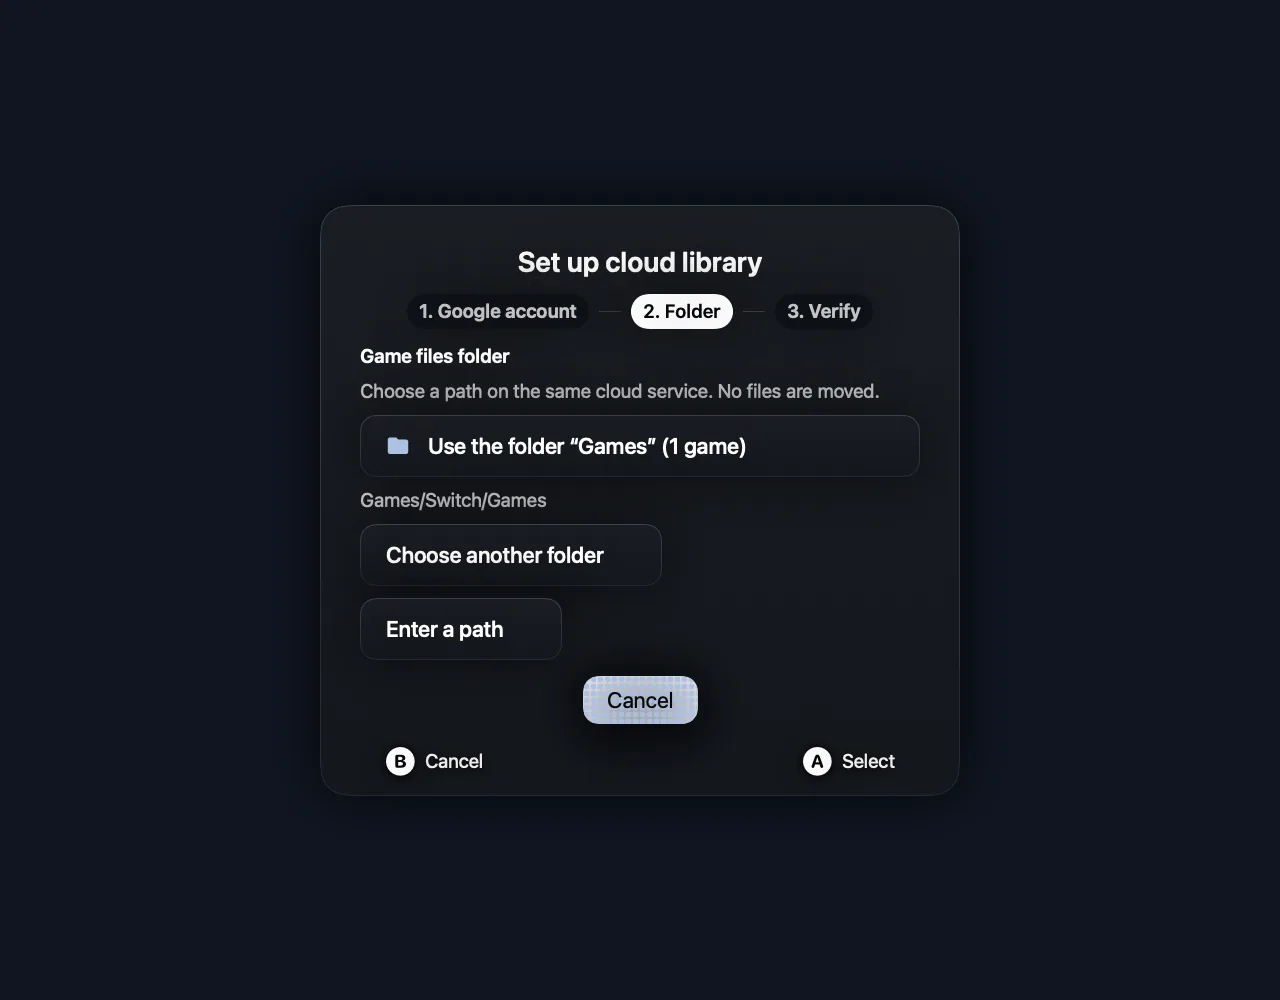 Set up cloud library
1. Google account
2. Folder
3. Verify
Game files folder
Choose a path on the same cloud service. No files are moved.
Use the folder “Games” (1 game)
Games/Switch/Games
Choose another folder
Enter a path
Cancel
B Cancel
A Select